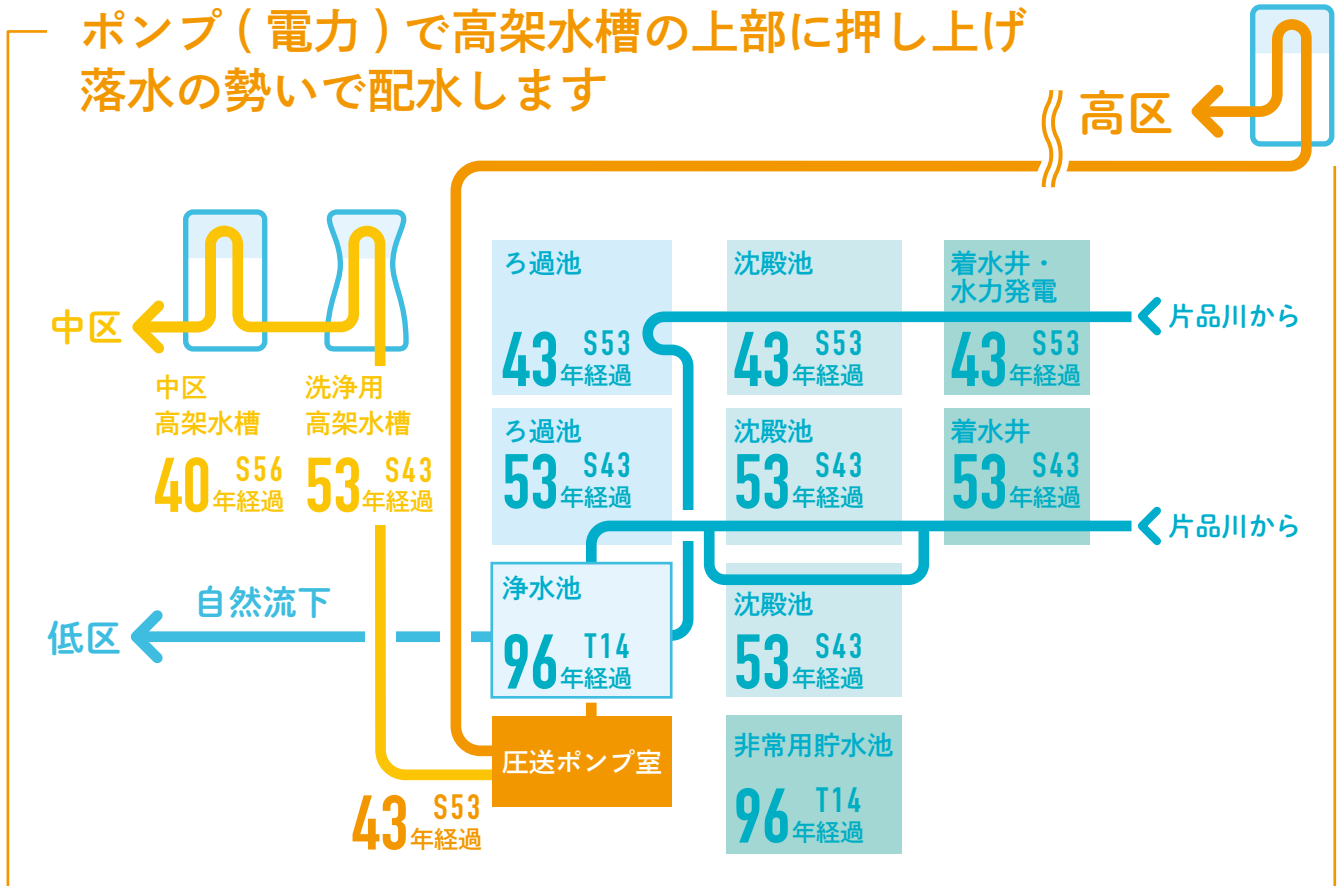 ポンプ(電力)で高架水槽の上部に押し上げ
落水の勢いで配水します
高区
中区
中区
高架水槽
40 S56
年経過
洗浄用
高架水槽
53 S43
年経過
ろ過池
43 S53
年経過
沈殿池
43 S53
年経過
着水井・
水力発電
43 S53
年経過
片品川から
ろ過池
53 S43
年経過
沈殿池
53 S43
年経過
着水井
53 S43
年経過
片品川から
自然流下
低区
浄水池
96 T14
年経過
沈殿池
53 S43
年経過
圧送ポンプ室
43 S53
年経過
非常用貯水池
96 T14
年経過